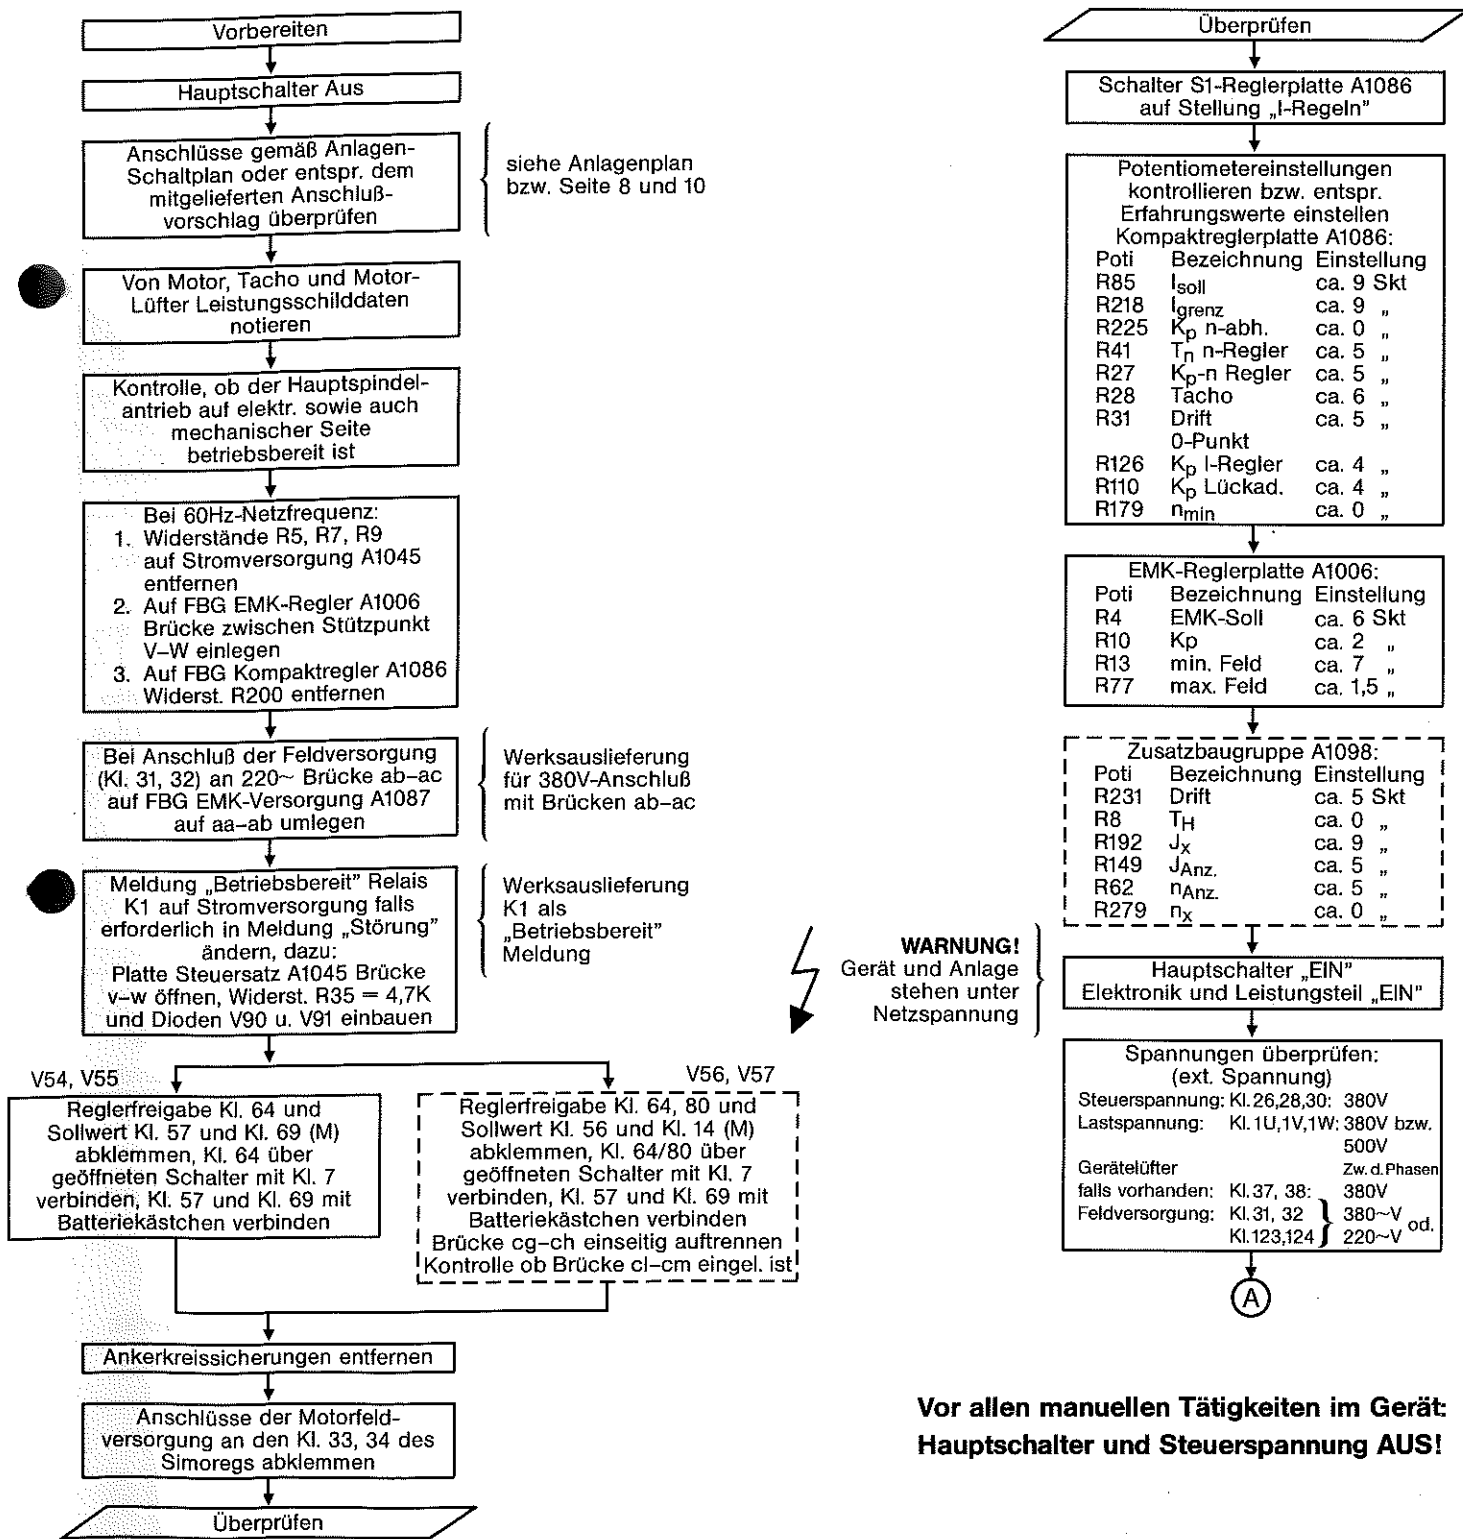 Vorbereiten
Hauptschalter Aus
Anschlüsse gemäß Anlagen-
Schaltplan oder entspr. dem
mitgelieferten Anschluß-
vorschlag überprüfen
siehe Anlagenplan
bzw. Seite 8 und 10
Von Motor, Tacho und Motor-
Lüfter Leistungsschilddaten
notieren
Kontrolle, ob der Hauptspindel-
antrieb auf elektr. sowie auch
mechanischer Seite
betriebsbereit ist
Bei 60Hz-Netzfrequenz:
1. Widerstände R5, R7, R9
auf Stromversorgung A1045
entfernen
2. Auf FBG EMK-Regler A1006
Brücke zwischen Stützpunkt
V–W einlegen
3. Auf FBG Kompaktregler A1086
Widerst. R200 entfernen
Bei Anschluß der Feldversorgung
(Kl. 31, 32) an 220~ Brücke ab-ac
auf FBG EMK-Versorgung A1087
auf aa–ab umlegen
Werksauslieferung
für 380V-Anschluß
mit Brücken ab–ac
Meldung „Betriebsbereit" Relais
K1 auf Stromversorgung falls
erforderlich in Meldung „Störung"
ändern, dazu:
Platte Steuersatz A1045 Brücke
v–w öffnen, Widerst. R35 = 4,7K
und Dioden V90 u. V91 einbauen
Werksauslieferung
K1 als
„Betriebsbereit"
Meldung
V54, V55
Reglerfreigabe Kl. 64 und
Sollwert Kl. 57 und Kl. 69 (M)
abklemmen, Kl. 64 über
geöffneten Schalter mit Kl. 7
verbinden, Kl. 57 und Kl. 69 mit
Batteriekästchen verbinden
V56, V57
Reglerfreigabe Kl. 64, 80 und
Sollwert Kl. 56 und Kl. 14 (M)
abklemmen, Kl. 64/80 über
geöffneten Schalter mit Kl. 7
verbinden, Kl. 57 und Kl. 69 mit
Batteriekästchen verbinden
Brücke cg–ch einseitig auftrennen
Kontrolle ob Brücke cl–cm eingel. ist
Ankerkreissicherungen entfernen
Anschlüsse der Motorfeld-
versorgung an den Kl. 33, 34 des
Simoregs abklemmen
Überprüfen
Überprüfen
Schalter S1-Reglerplatte A1086
auf Stellung „I-Regeln"
Potentiometereinstellungen
kontrollieren bzw. entspr.
Erfahrungswerte einstellen
Kompaktreglerplatte A1086:
Poti Bezeichnung Einstellung
R85 Isoll ca. 9 Skt
R218 Igrenz ca. 9 „
R225 Kp n-abh. ca. 0 „
R41 Tn n-Regler ca. 5 „
R27 Kp-n Regler ca. 5 „
R28 Tacho ca. 6 „
R31 Drift ca. 5 „
0-Punkt
R126 Kp I-Regler ca. 4 „
R110 Kp Lückad. ca. 4 „
R179 nmin ca. 0 „
EMK-Reglerplatte A1006:
Poti Bezeichnung Einstellung
R4 EMK-Soll ca. 6 Skt
R10 Kp ca. 2 „
R13 min. Feld ca. 7 „
R77 max. Feld ca. 1,5 „
Zusatzbaugruppe A1098:
Poti Bezeichnung Einstellung
R231 Drift ca. 5 Skt
R8 TH ca. 0 „
R192 Jx ca. 9 „
R149 JAnz. ca. 5 „
R62 nAnz. ca. 5 „
R279 nx ca. 0 „
WARNUNG!
Gerät und Anlage
stehen unter
Netzspannung
Hauptschalter „EIN"
Elektronik und Leistungsteil „EIN"
Spannungen überprüfen:
(ext. Spannung)
Steuerspannung: Kl. 26,28,30: 380V
Lastspannung: Kl. 1U,1V,1W: 380V bzw.
500V
Gerätelüfter Zw. d. Phasen
falls vorhanden: Kl. 37, 38: 380V
Feldversorgung: Kl. 31, 32 380~V od.
Kl. 123,124 220~V
A
Vor allen manuellen Tätigkeiten im Gerät:
Hauptschalter und Steuerspannung AUS!